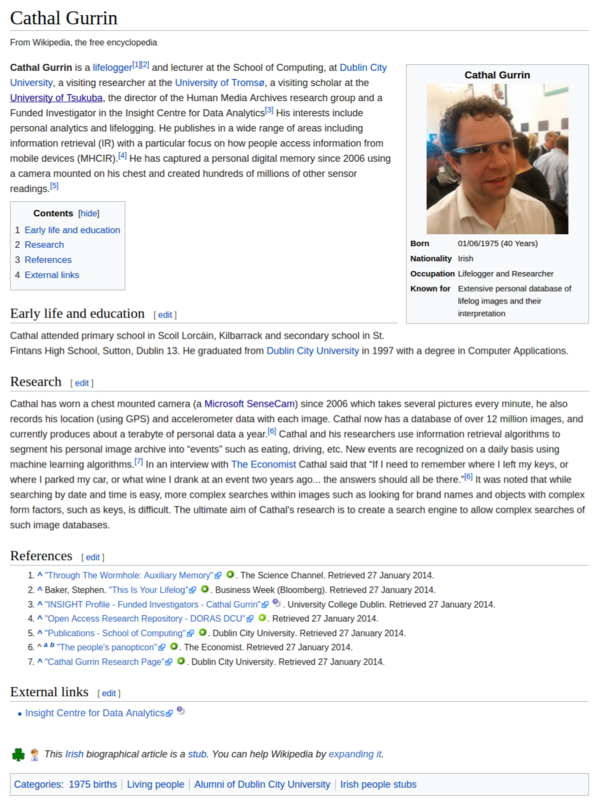 Cathal Gurrin
From Wikipedia, the free encyclopedia
Cathal Gurrin is a lifelogger[1][2] and lecturer at the School of Computing, at Dublin City
University, a visiting researcher at the University of Tromsø, a visiting scholar at the
University of Tsukuba, the director of the Human Media Archives research group and a
Funded Investigator in the Insight Centre for Data Analytics[3] His interests include
personal analytics and lifelogging. He publishes in a wide range of areas including
information retrieval (IR) with a particular focus on how people access information from
mobile devices (MHCIR).[4] He has captured a personal digital memory since 2006 using
a camera mounted on his chest and created hundreds of millions of other sensor
readings.[5]
Cathal Gurrin
Born 01/06/1975 (40 Years)
Nationality Irish
Occupation Lifelogger and Researcher
Known for Extensive personal database of
lifelog images and their
interpretation
Contents [hide]
1 Early life and education
2 Research
3 References
4 External links
Early life and education [ edit ]
Cathal attended primary school in Scoil Lorcáin, Kilbarrack and secondary school in St.
Fintans High School, Sutton, Dublin 13. He graduated from Dublin City University in 1997 with a degree in Computer Applications.
Research [ edit ]
Cathal has worn a chest mounted camera (a Microsoft SenseCam) since 2006 which takes several pictures every minute, he also
records his location (using GPS) and accelerometer data with each image. Cathal now has a database of over 12 million images, and
currently produces about a terabyte of personal data a year.[6] Cathal and his researchers use information retrieval algorithms to
segment his personal image archive into “events” such as eating, driving, etc. New events are recognized on a daily basis using
machine learning algorithms.[7] In an interview with The Economist Cathal said that “If I need to remember where I left my keys, or
where I parked my car, or what wine I drank at an event two years ago... the answers should all be there.”[6] It was noted that while
searching by date and time is easy, more complex searches within images such as looking for brand names and objects with complex
form factors, such as keys, is difficult. The ultimate aim of Cathal's research is to create a search engine to allow complex searches of
such image databases.
References [ edit ]
1. ^ "Through The Wormhole: Auxiliary Memory" . The Science Channel. Retrieved 27 January 2014.
2. ^ Baker, Stephen. "This Is Your Lifelog" . Business Week (Bloomberg). Retrieved 27 January 2014.
3. ^ "INSIGHT Profile - Funded Investigators - Cathal Gurrin" . University College Dublin. Retrieved 27 January 2014.
4. ^ "Open Access Research Repository - DORAS DCU" . Retrieved 27 January 2014.
5. ^ "Publications - School of Computing" . Dublin City University. Retrieved 27 January 2014.
6. ^ a b "The people's panopticon" . The Economist. Retrieved 27 January 2014.
7. ^ "Cathal Gurrin Research Page" . Dublin City University. Retrieved 27 January 2014.
External links [ edit ]
• Insight Centre for Data Analytics
This Irish biographical article is a stub. You can help Wikipedia by expanding it.
Categories: 1975 births | Living people | Alumni of Dublin City University | Irish people stubs